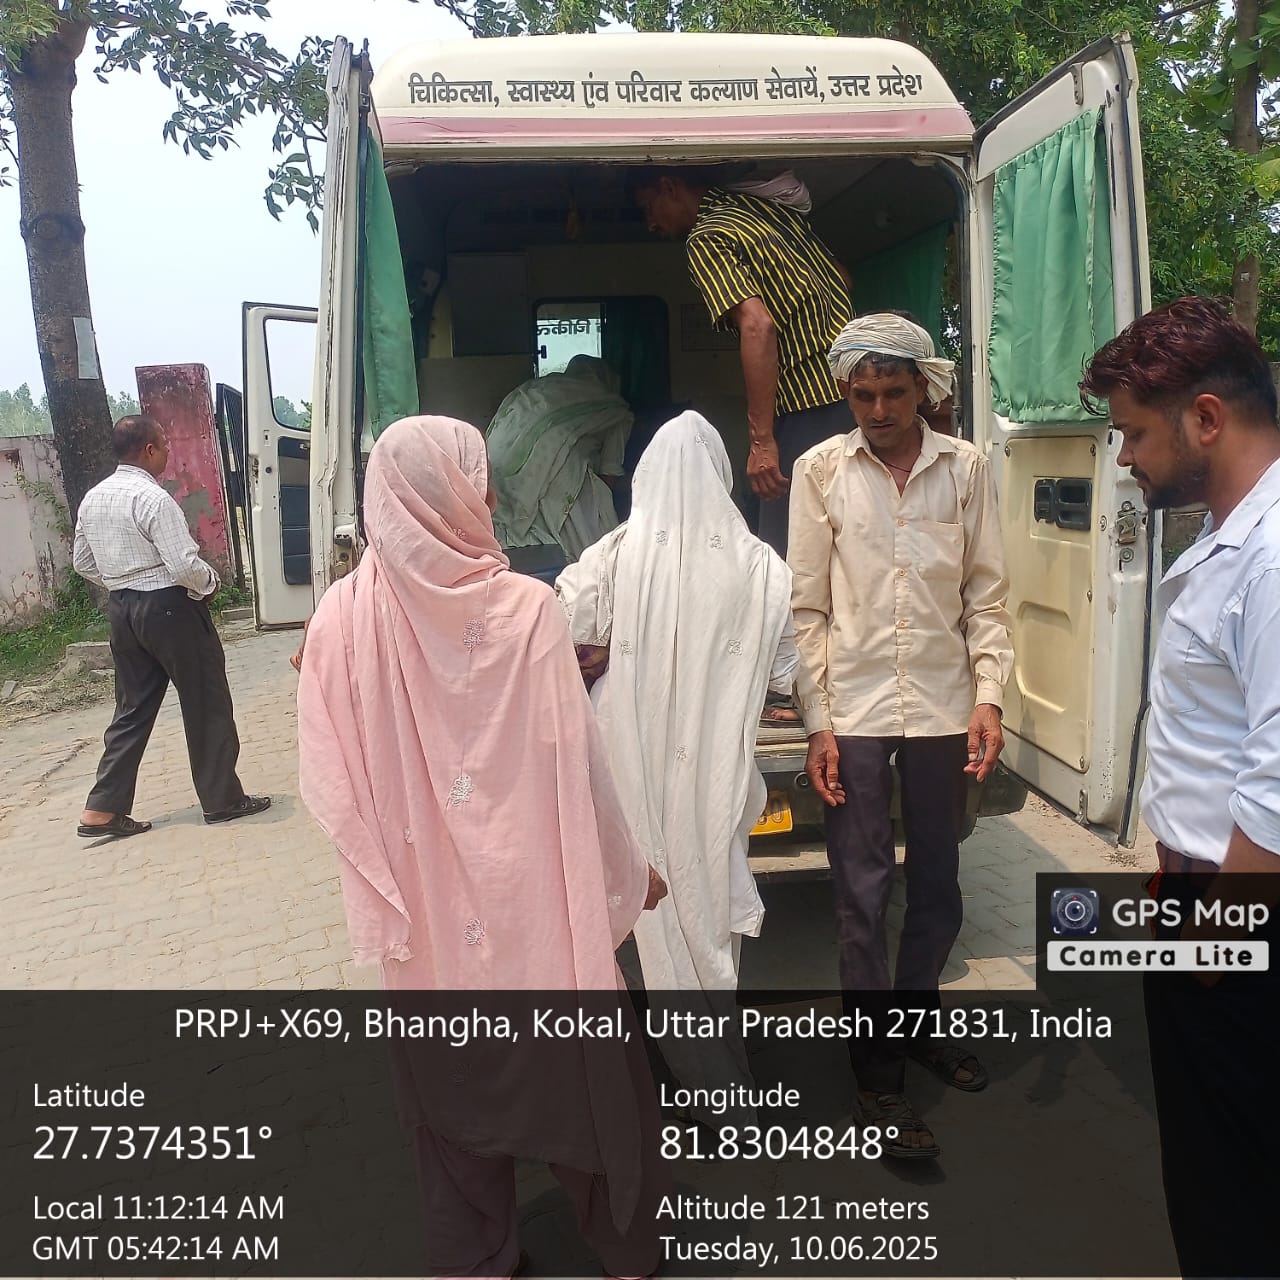 चिकित्सा, स्वास्थ्य एंव परिवार कल्याण सेवायें, उत्तर प्रदेश
GPS Map
Camera Lite
PRPJ+X69, Bhangha, Kokal, Uttar Pradesh 271831, India
Latitude
27.7374351°
Longitude
81.8304848°
Local 11:12:14 AM
GMT 05:42:14 AM
Altitude 121 meters
Tuesday, 10.06.2025